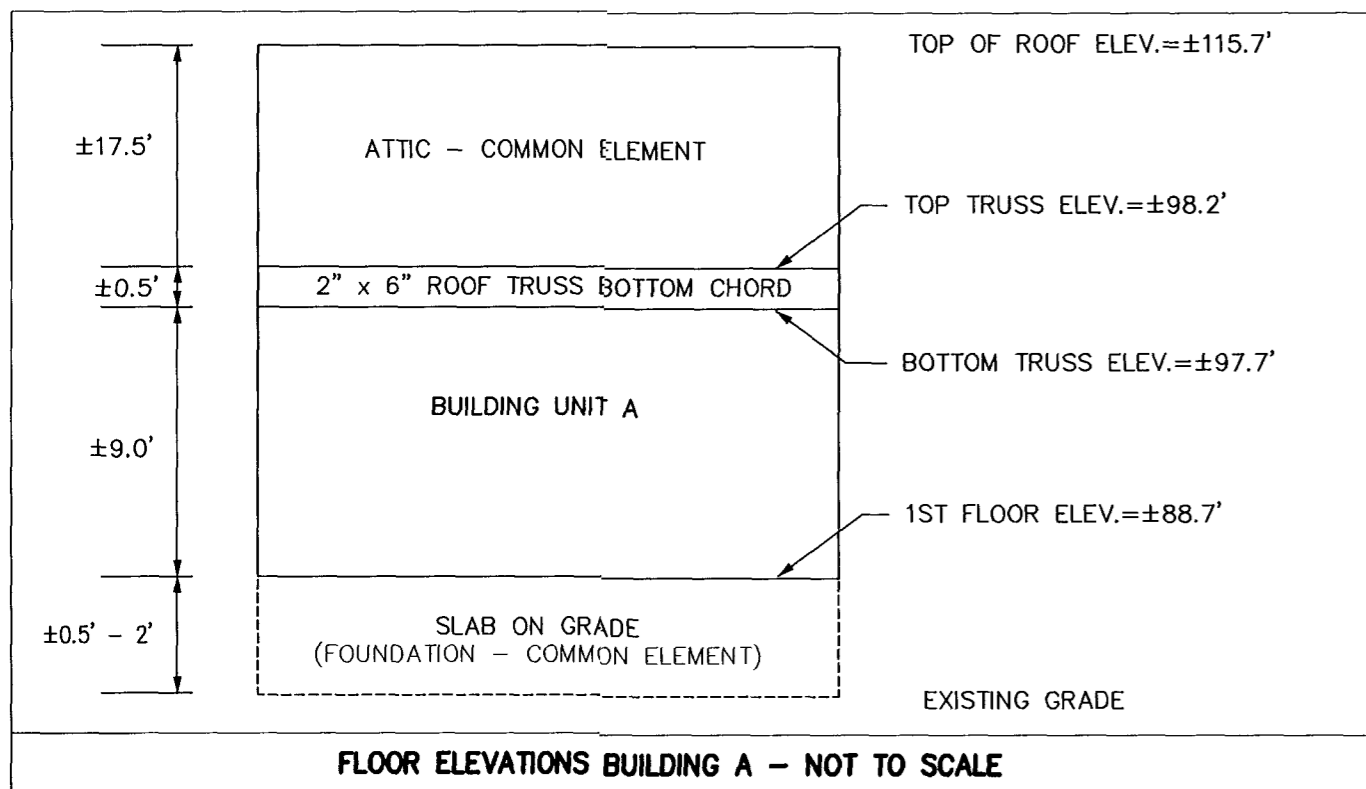 TOP OF ROOF ELEV.=±115.7'
±17.5'
ATTIC – COMMON ELEMENT
TOP TRUSS ELEV.=±98.2'
±0.5'
2" x 6" ROOF TRUSS BOTTOM CHORD
BOTTOM TRUSS ELEV.=±97.7'
BUILDING UNIT A
±9.0'
1ST FLOOR ELEV.=±88.7'
±0.5' – 2'
SLAB ON GRADE
(FOUNDATION – COMMON ELEMENT)
EXISTING GRADE
FLOOR ELEVATIONS BUILDING A – NOT TO SCALE